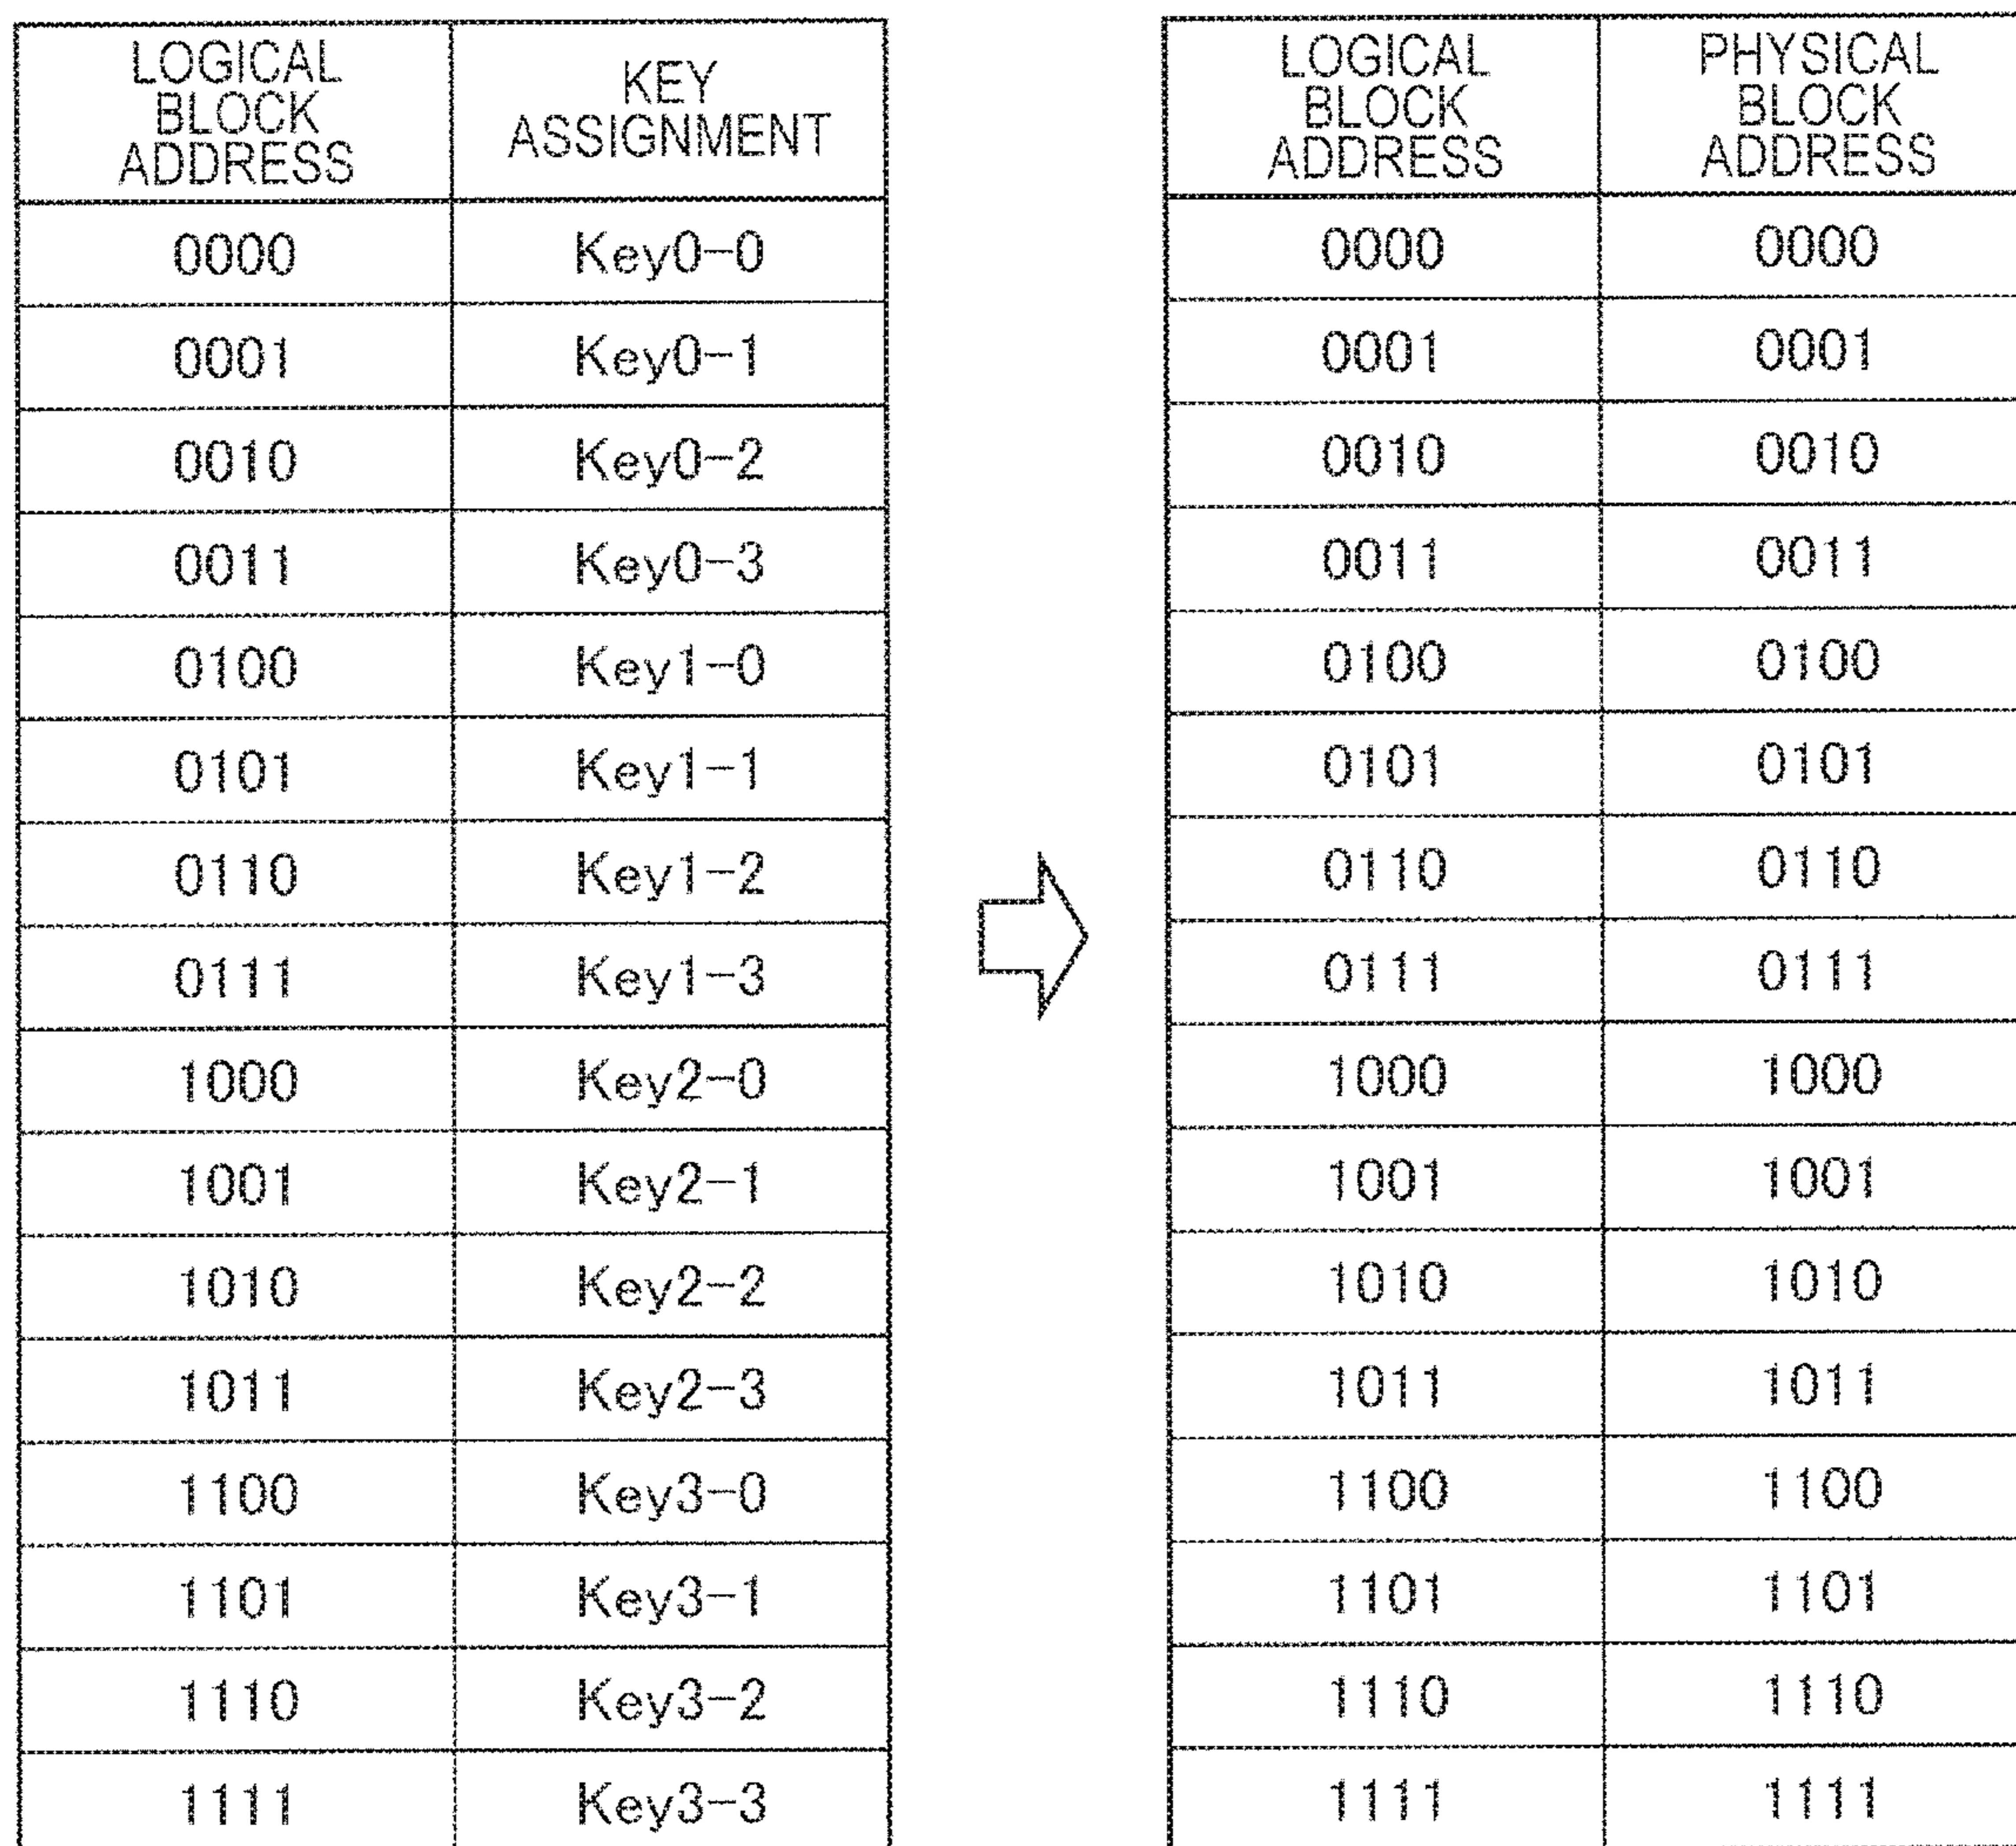 LOGICAL
BLOCK
ADDRESS
KEY
ASSIGNMENT
0000 Key0-0
0001 Key0-1
0010 Key0-2
0011 Key0-3
0100 Key1-0
0101 Key1-1
0110 Key1-2
0111 Key1-3
1000 Key2-0
1001 Key2-1
1010 Key2-2
1011 Key2-3
1100 Key3-0
1101 Key3-1
1110 Key3-2
1111 Key3-3
LOGICAL
BLOCK
ADDRESS
PHYSICAL
BLOCK
ADDRESS
0000 0000
0001 0001
0010 0010
0011 0011
0100 0100
0101 0101
0110 0110
0111 0111
1000 1000
1001 1001
1010 1010
1011 1011
1100 1100
1101 1101
1110 1110
1111 1111